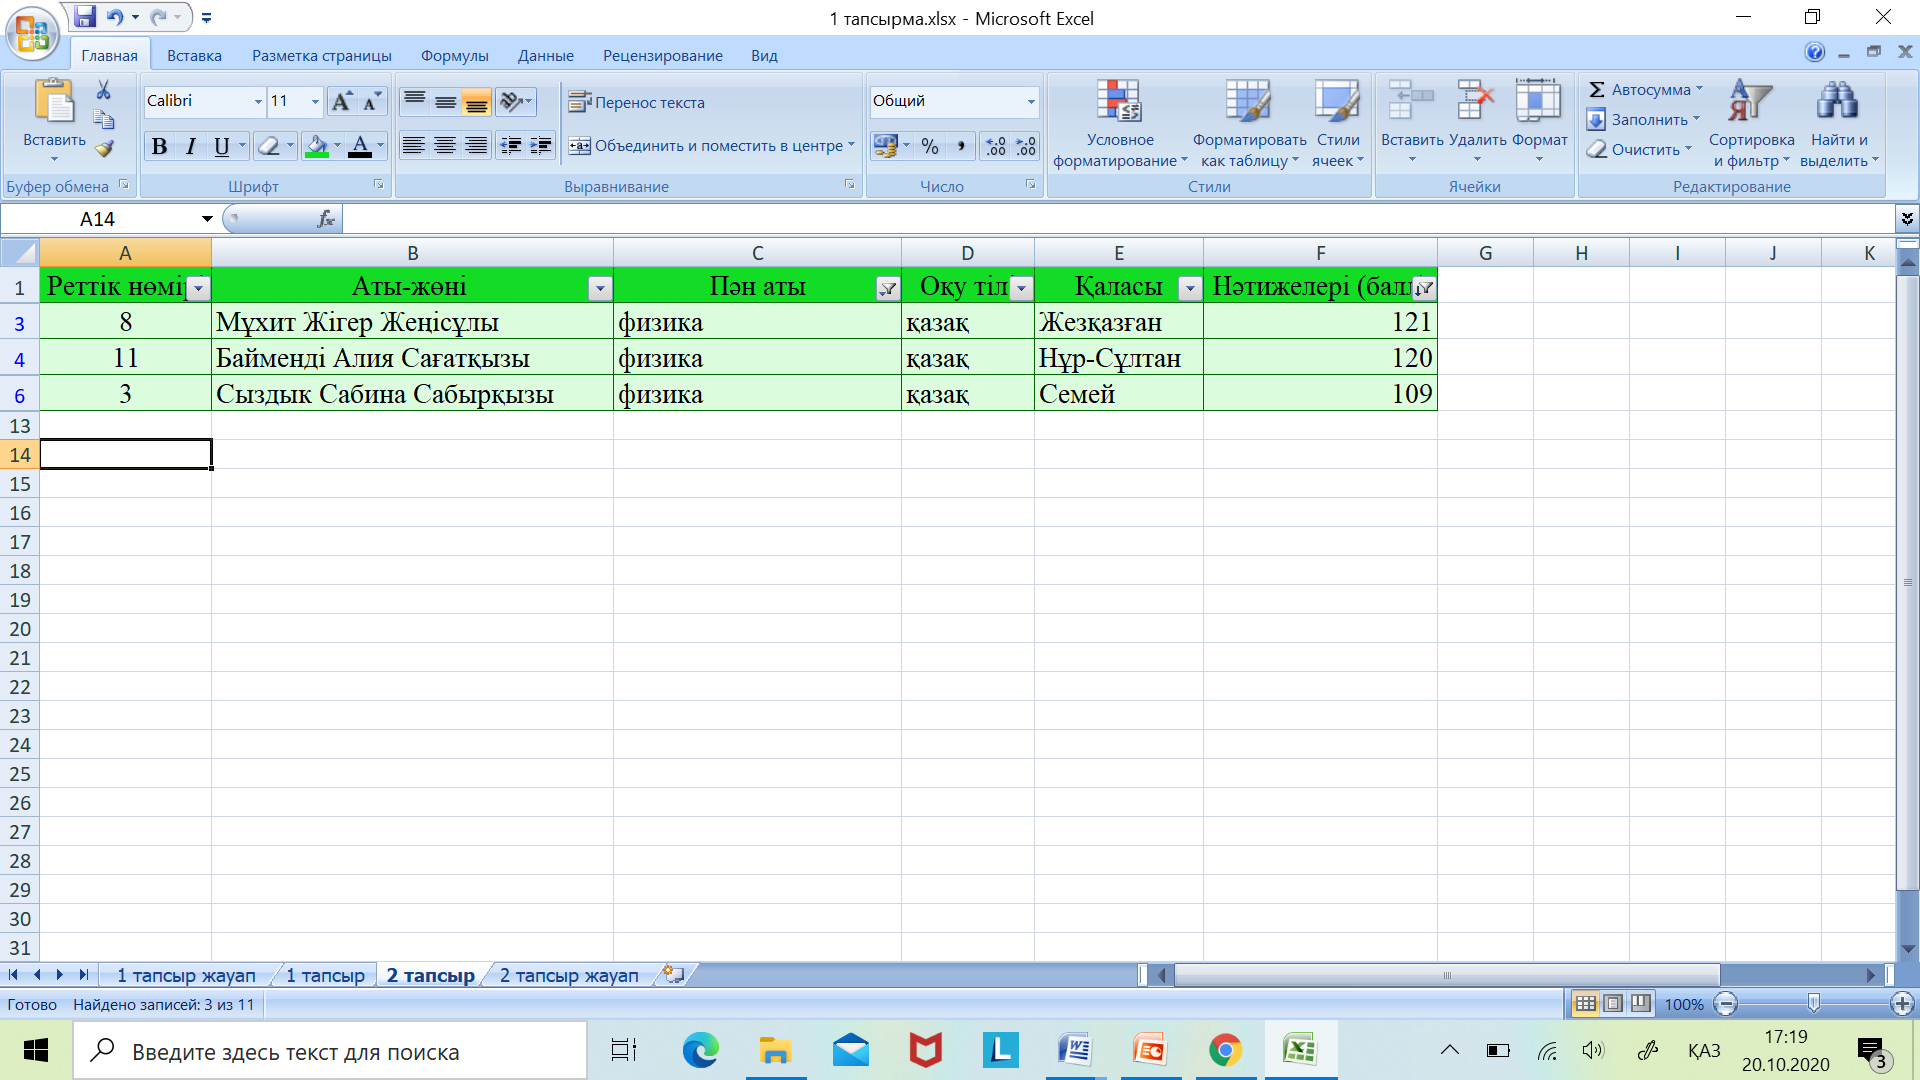 1 тапсырма.xlsx - Microsoft Excel
Главная Вставка Разметка страницы Формулы Данные Рецензирование Вид
Вставить
Буфер обмена
Calibri 11
Шрифт
Перенос текста
Объединить и поместить в центре
Выравнивание
Общий
Число
Условное форматирование
Форматировать как таблицу
Стили ячеек
Стили
Вставить Удалить Формат
Ячейки
Автосумма
Заполнить
Очистить
Сортировка и фильтр
Найти и выделить
Редактирование
A14
A B C D E F G H I J K
1 Реттік нөмірі Аты-жөні Пән аты Оқу тілі Қаласы Нәтижелері (балл
3 8 Мұхит Жігер Жеңісұлы физика қазақ Жезқазған 121
4 11 Байменді Алия Сағатқызы физика қазақ Нұр-Сұлтан 120
6 3 Сыздык Сабина Сабырқызы физика қазақ Семей 109
13
14
15
16
17
18
19
20
21
22
23
24
25
26
27
28
29
30
31
1 тапсыр жауап 1 тапсыр 2 тапсыр 2 тапсыр жауап
Готово Найдено записей: 3 из 11 100%
Введите здесь текст для поиска
ҚАЗ
17:19
20.10.2020
3